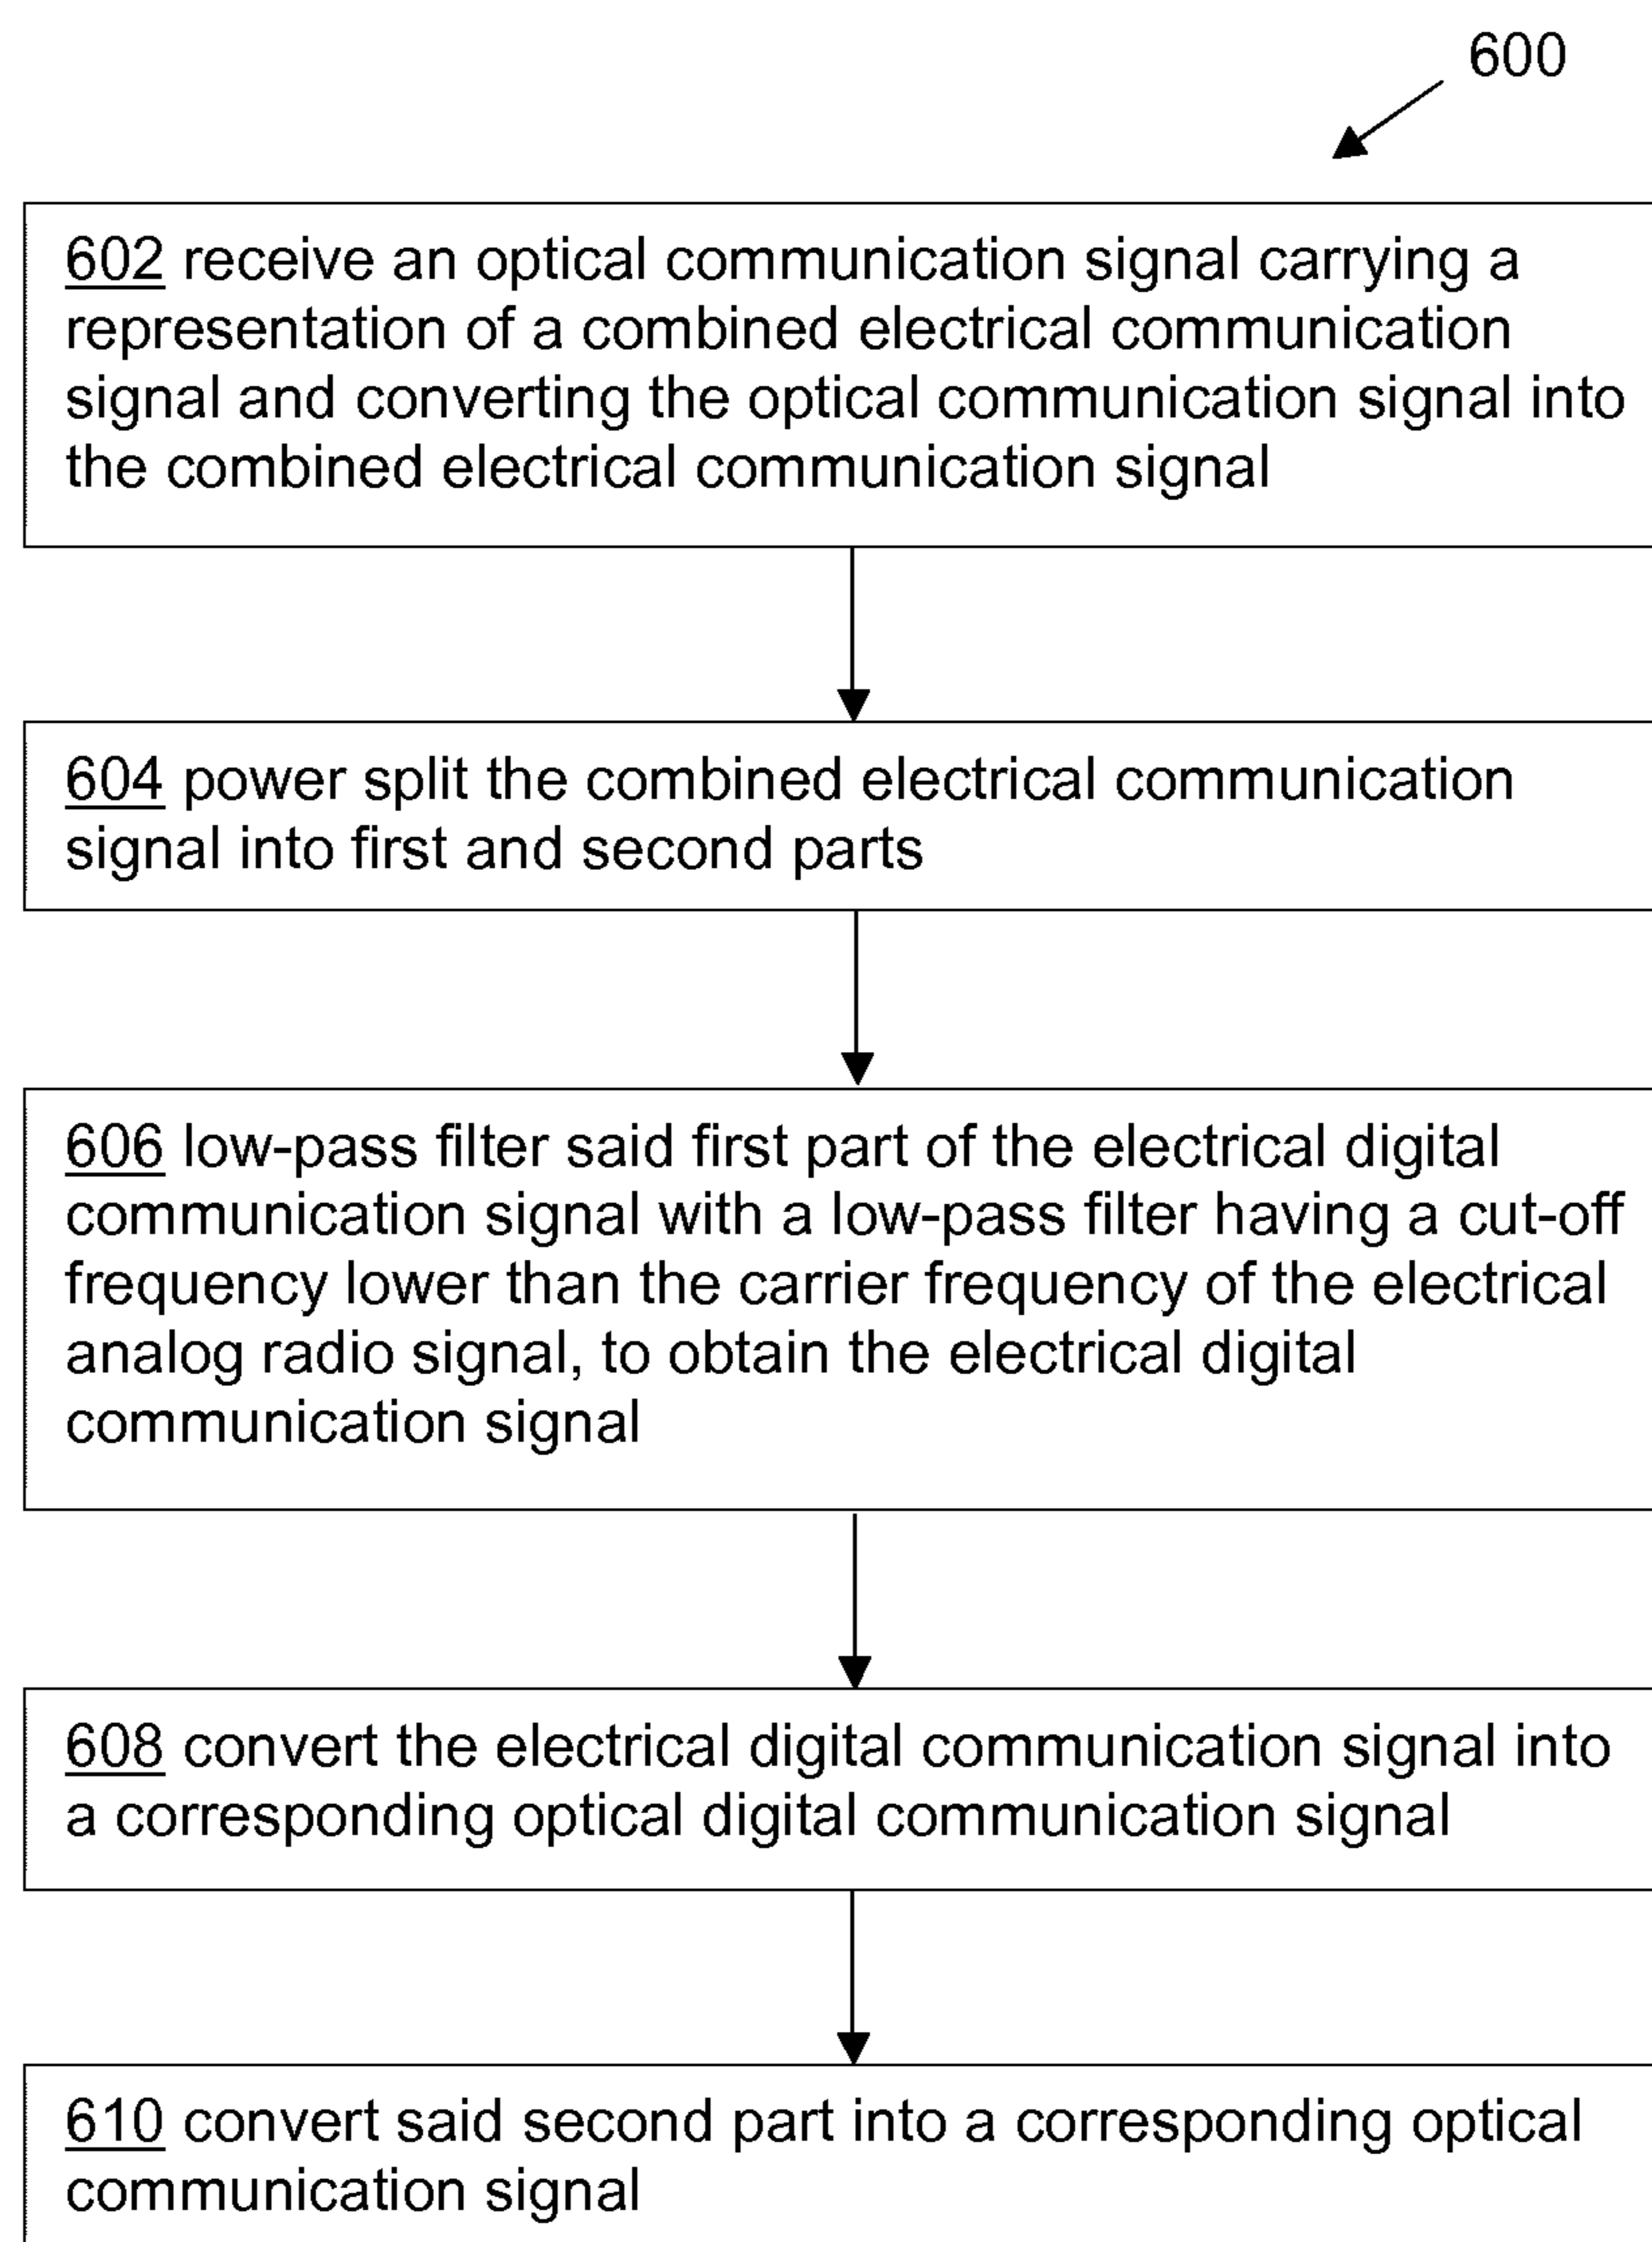 600
602 receive an optical communication signal carrying a
representation of a combined electrical communication
signal and converting the optical communication signal into
the combined electrical communication signal
604 power split the combined electrical communication
signal into first and second parts
606 low-pass filter said first part of the electrical digital
communication signal with a low-pass filter having a cut-off
frequency lower than the carrier frequency of the electrical
analog radio signal, to obtain the electrical digital
communication signal
608 convert the electrical digital communication signal into
a corresponding optical digital communication signal
610 convert said second part into a corresponding optical
communication signal